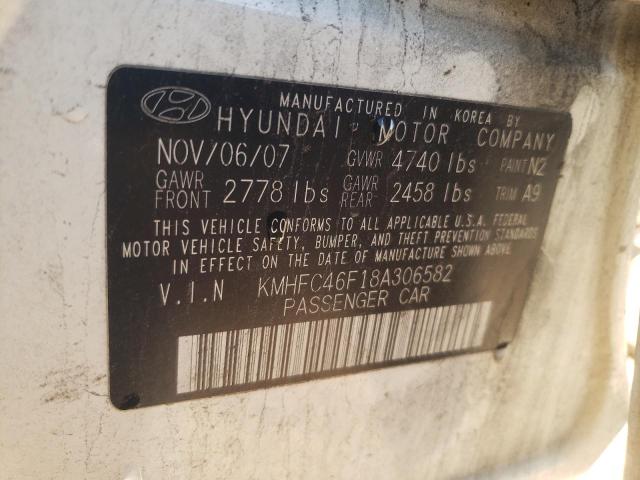 MANUFACTURED IN KOREA BY
HYUNDAI MOTOR COMPANY
NOV/06/07 GVWR 4740 lbs PAINT NZ
GAWR FRONT 2778 lbs GAWR REAR 2458 lbs TRIM A9
THIS VEHICLE CONFORMS TO ALL APPLICABLE U.S.A. FEDERAL
MOTOR VEHICLE SAFETY, BUMPER, AND THEFT PREVENTION STANDARDS
IN EFFECT ON THE DATE OF MANUFACTURE SHOWN ABOVE
V.I.N KMHFC46F18A306582
PASSENGER CAR